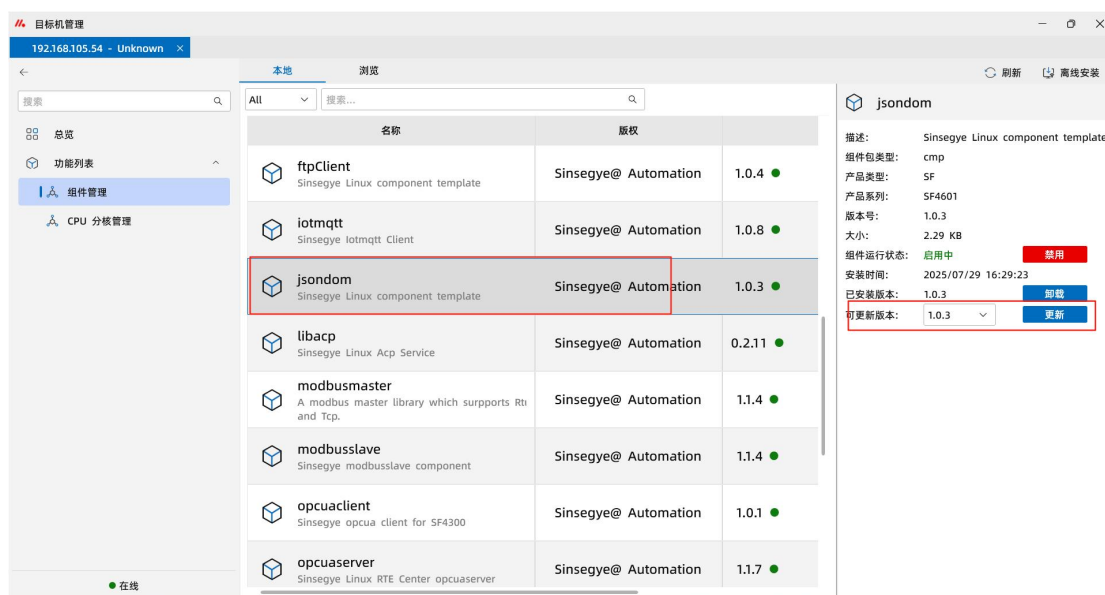 目标机管理
192.168.105.54 - Unknown ×
本地 浏览
刷新 离线安装
搜索
All 搜索...
总览
功能列表
组件管理
CPU 分核管理
在线
名称 版权
ftpClient
Sinsegye Linux component template
Sinsegye@ Automation 1.0.4
iotmqtt
Sinsegye Iotmqtt Client
Sinsegye@ Automation 1.0.8
jsondom
Sinsegye Linux component template
Sinsegye@ Automation 1.0.3
libacp
Sinsegye Linux Acp Service
Sinsegye@ Automation 0.2.11
modbusmaster
A modbus master library which surpports Rtu
and Tcp.
Sinsegye@ Automation 1.1.4
modbusslave
Sinsegye modbusslave component
Sinsegye@ Automation 1.1.4
opcuaclient
Sinsegye opcua client for SF4300
Sinsegye@ Automation 1.0.1
opcuaserver
Sinsegye Linux RTE Center opcuaserver
Sinsegye@ Automation 1.1.7
jsondom
描述: Sinsegye Linux component template
组件包类型: cmp
产品类型: SF
产品系列: SF4601
版本号: 1.0.3
大小: 2.29 KB
组件运行状态: 启用中 禁用
安装时间: 2025/07/29 16:29:23
已安装版本: 1.0.3 卸载
可更新版本: 1.0.3 更新